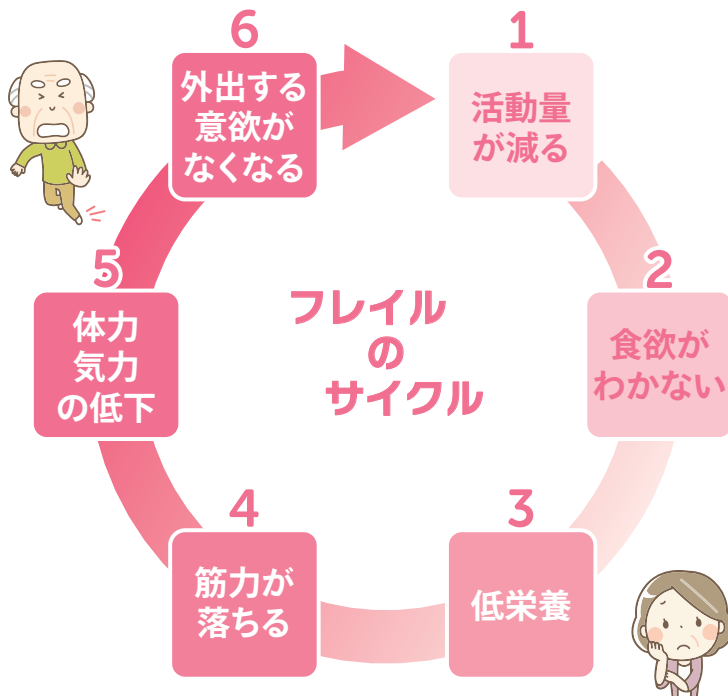 フレイル
の
サイクル
1
活動量
が減る
2
食欲が
わかない
3
低栄養
4
筋力が
落ちる
5
体力
気力
の低下
6
外出する
意欲が
なくなる